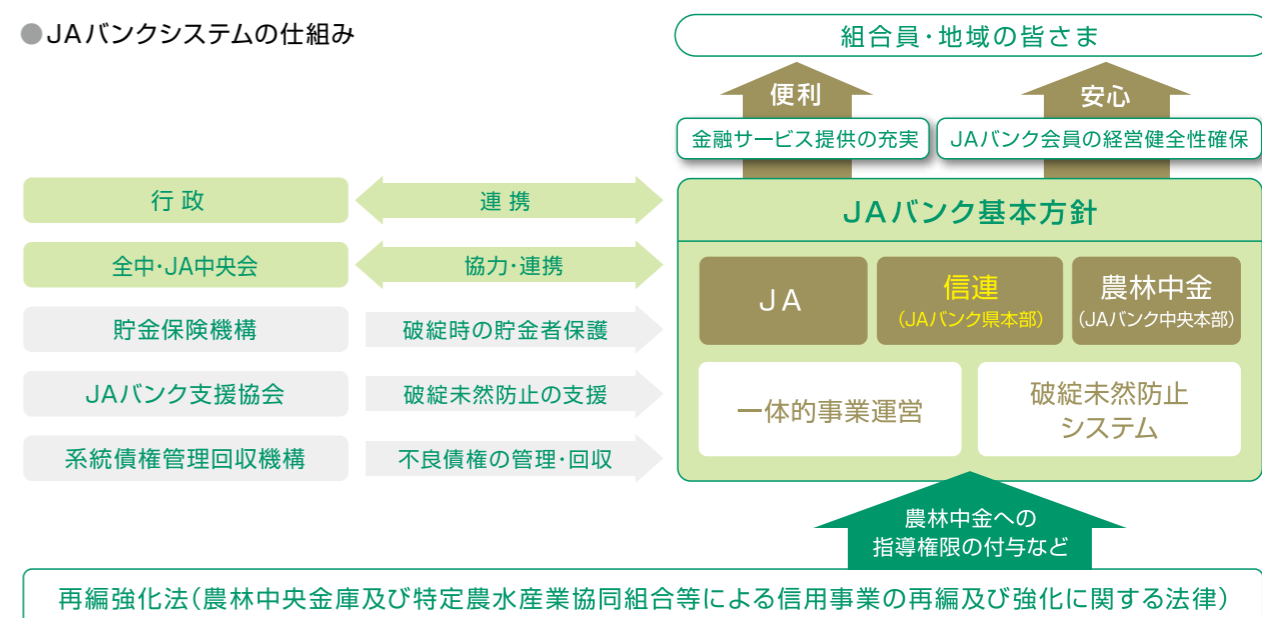 ●JAバンクシステムの仕組み
組合員・地域の皆さま
便利
安心
金融サービス提供の充実
JAバンク会員の経営健全性確保
行政
連携
全中・JA中央会
協力・連携
貯金保険機構
破綻時の貯金者保護
JAバンク支援協会
破綻未然防止の支援
系統債権管理回収機構
不良債権の管理・回収
JAバンク基本方針
JA
信連
(JAバンク県本部)
農林中金
(JAバンク中央本部)
一体的事業運営
破綻未然防止
システム
農林中金への
指導権限の付与など
再編強化法(農林中央金庫及び特定農水産業協同組合等による信用事業の再編及び強化に関する法律)